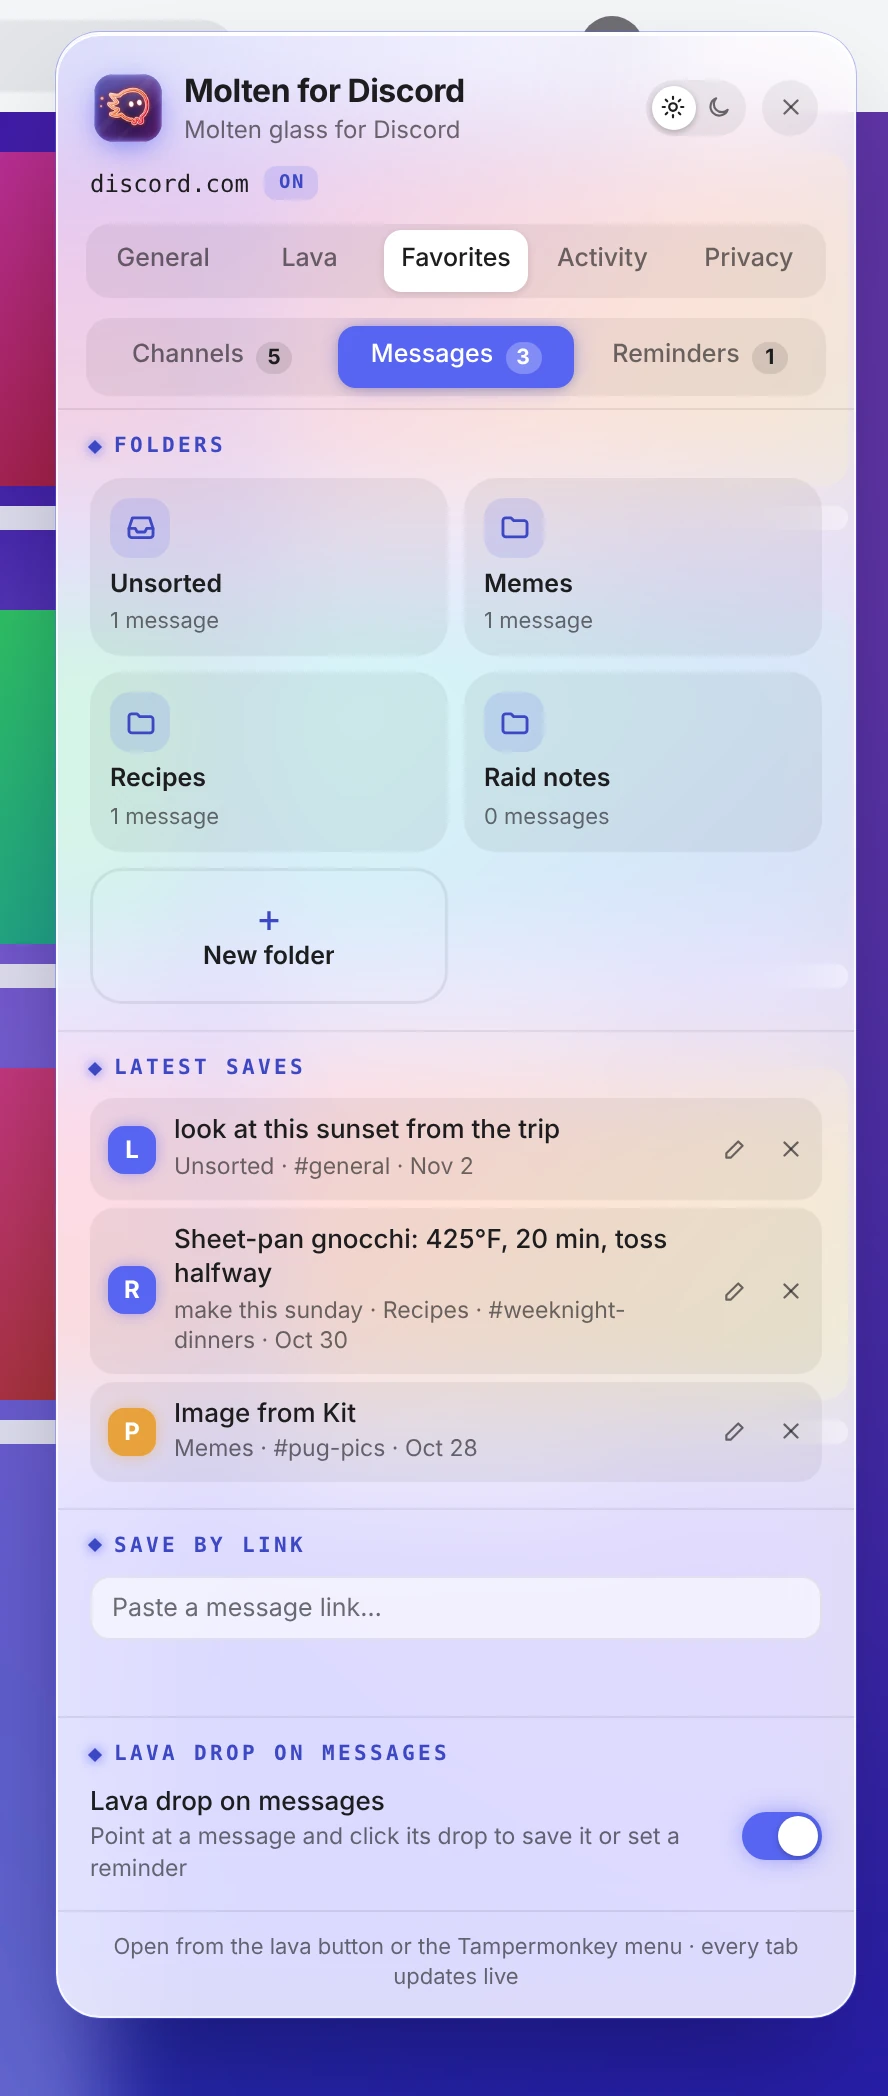 Molten for Discord
Molten glass for Discord
discord.com ON
General Lava Favorites Activity Privacy
Channels 5 Messages 3 Reminders 1
FOLDERS
Unsorted
1 message
Memes
1 message
Recipes
1 message
Raid notes
0 messages
+
New folder
LATEST SAVES
L
look at this sunset from the trip
Unsorted · #general · Nov 2
R
Sheet-pan gnocchi: 425°F, 20 min, toss
halfway
make this sunday · Recipes · #weeknight-
dinners · Oct 30
P
Image from Kit
Memes · #pug-pics · Oct 28
SAVE BY LINK
Paste a message link...
LAVA DROP ON MESSAGES
Lava drop on messages
Point at a message and click its drop to save it or set a
reminder
Open from the lava button or the Tampermonkey menu · every tab
updates live